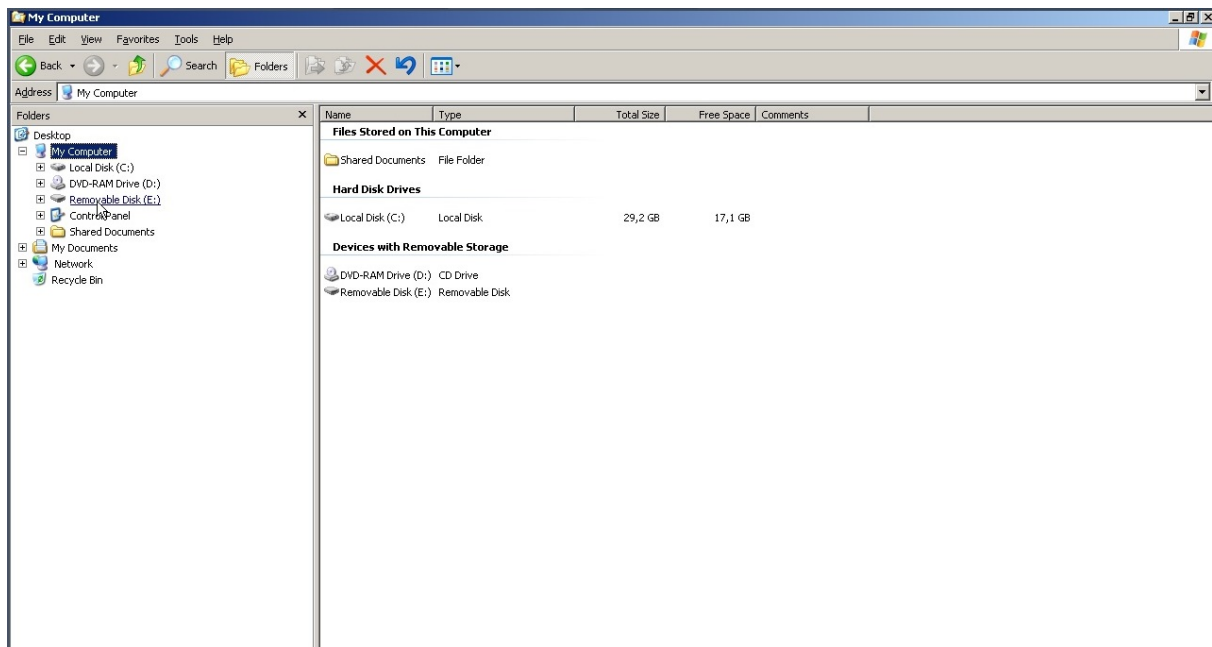 My Computer
File Edit View Favorites Tools Help
Back Search Folders
Address My Computer
Folders
Desktop
My Computer
Local Disk (C:)
DVD-RAM Drive (D:)
Removable Disk (E:)
Control Panel
Shared Documents
My Documents
Network
Recycle Bin
Name Type Total Size Free Space Comments
Files Stored on This Computer
Shared Documents File Folder
Hard Disk Drives
Local Disk (C:) Local Disk 29,2 GB 17,1 GB
Devices with Removable Storage
DVD-RAM Drive (D:) CD Drive
Removable Disk (E:) Removable Disk